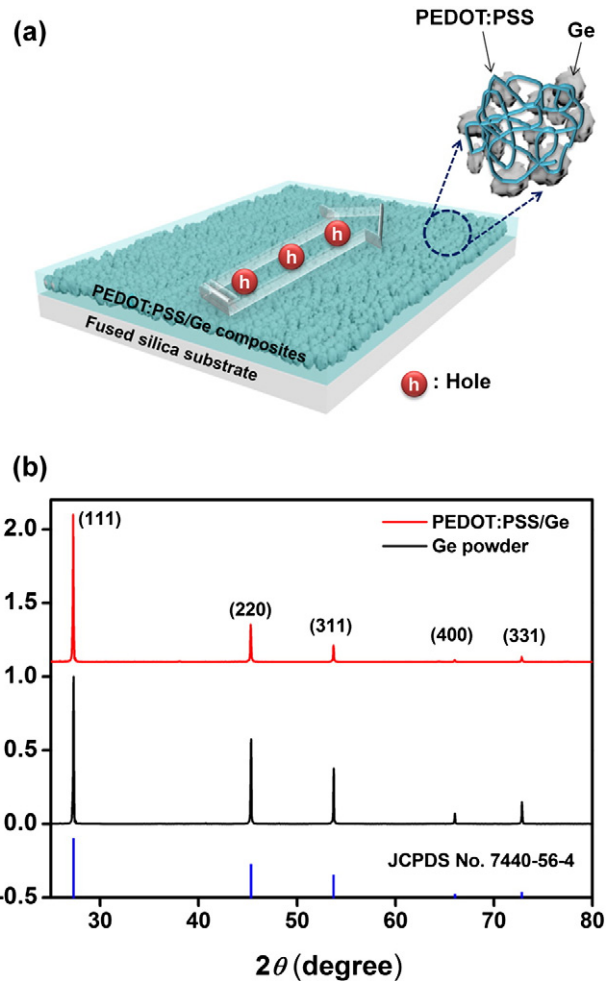 (a)
PEDOT:PSS
Ge
h
h
h
PEDOT:PSS/Ge composites
Fused silica substrate
h : Hole
(b)
(111)
PEDOT:PSS/Ge
Ge powder
2.0
(220)
(311)
(400)
(331)
1.5
1.0
0.5
0.0
JCPDS No. 7440-56-4
-0.5
30 40 50 60 70 80
2θ (degree)